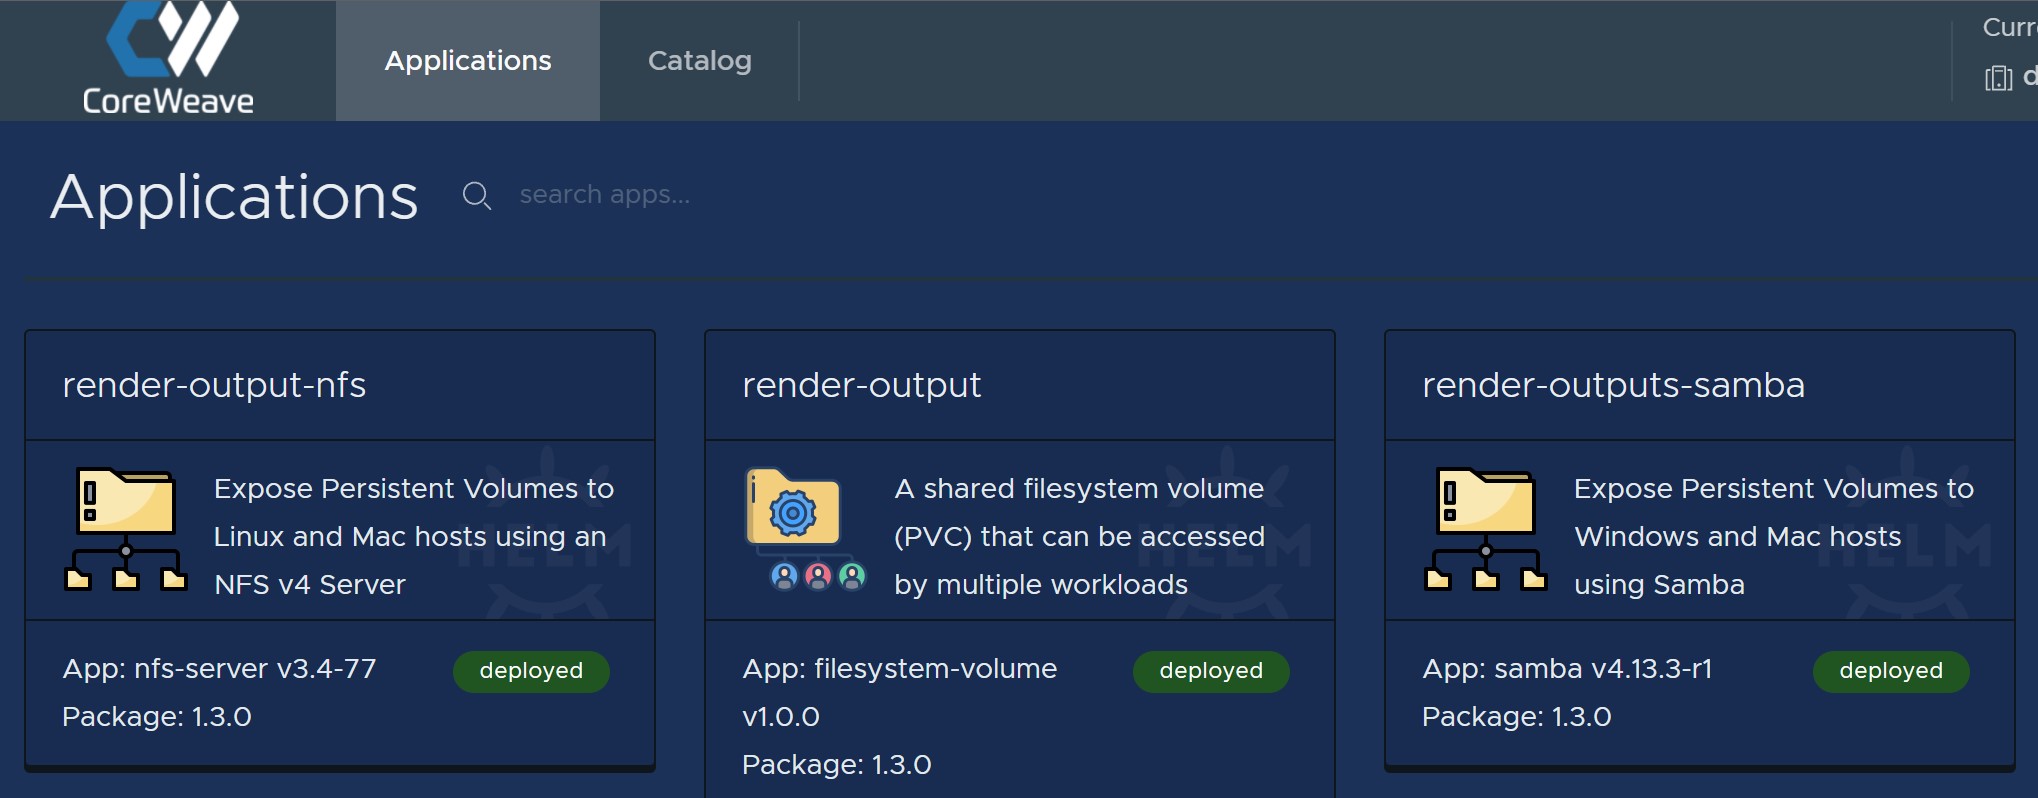 CoreWeave
Applications
Catalog
Applications
search apps...
render-output-nfs
HELM
Expose Persistent Volumes to
Linux and Mac hosts using an
NFS v4 Server
App: nfs-server v3.4-77
deployed
Package: 1.3.0
render-output
HELM
A shared filesystem volume
(PVC) that can be accessed
by multiple workloads
App: filesystem-volume
v1.0.0
deployed
Package: 1.3.0
render-outputs-samba
HELM
Expose Persistent Volumes to
Windows and Mac hosts
using Samba
App: samba v4.13.3-r1
deployed
Package: 1.3.0